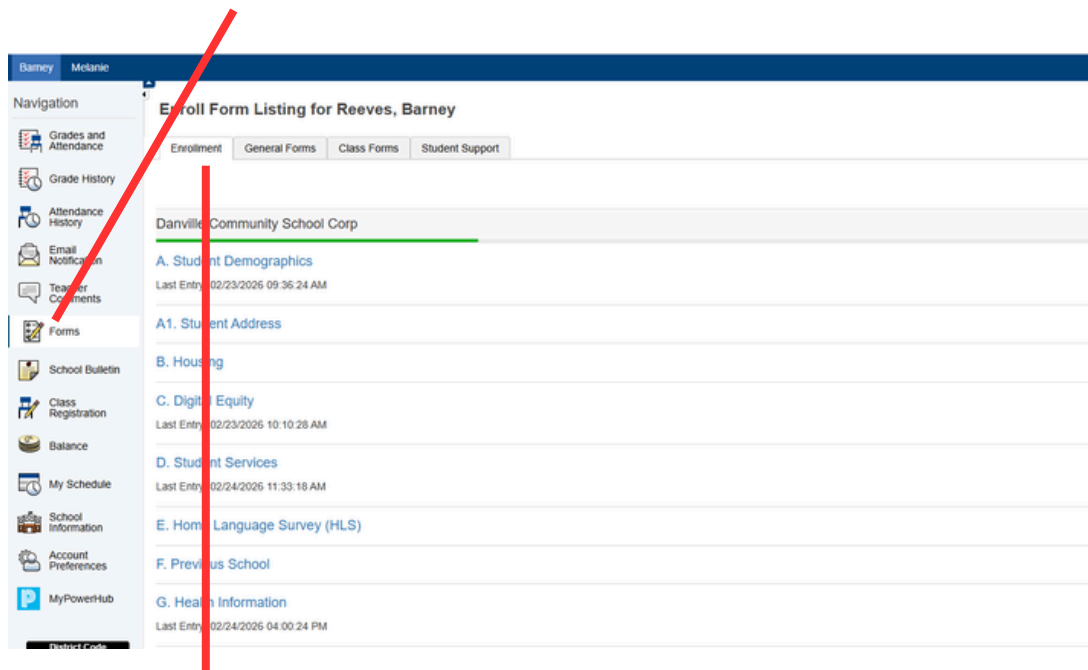 Barney Melanie
Navigation
Grades and
Attendance
Grade History
Attendance
History
Email
Notification
Teacher
Comments
Forms
School Bulletin
Class
Registration
Balance
My Schedule
School
Information
Account
Preferences
MyPowerHub
District Code
Enroll Form Listing for Reeves, Barney
Enrollment General Forms Class Forms Student Support
Danville Community School Corp
A. Student Demographics
Last Entry: 02/23/2026 09:36:24 AM
A1. Student Address
B. Housing
C. Digital Equity
Last Entry: 02/23/2026 10:10:28 AM
D. Student Services
Last Entry: 02/24/2026 11:33:18 AM
E. Home Language Survey (HLS)
F. Previous School
G. Health Information
Last Entry: 02/24/2026 04:00:24 PM